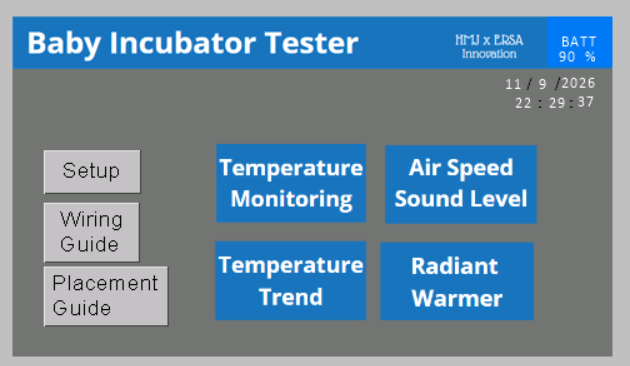 Baby Incubator Tester
HMJ x ERSA
Innovation
BATT
90 %
11 / 9 /2026
22 : 29 : 37
Setup
Wiring
Guide
Placement
Guide
Temperature
Monitoring
Air Speed
Sound Level
Temperature
Trend
Radiant
Warmer